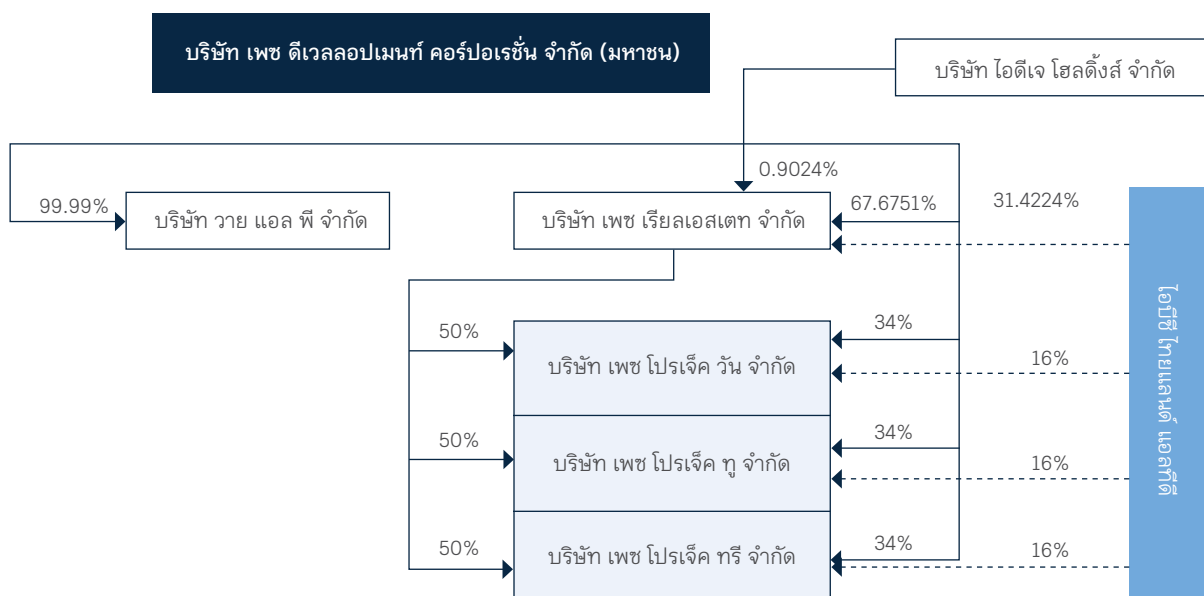 บริษัท เพซ ดีเวลลอปเมนท์ คอร์ปอเรชั่น จำกัด (มหาชน)
บริษัท ไอดีเจ โฮลดิ้งส์ จำกัด
0.9024%
99.99%
บริษัท วาย แอล พี จำกัด
บริษัท เพซ เรียลเอสเตท จำกัด
67.6751%
31.4224%
50%
บริษัท เพซ โปรเจ็ค วัน จำกัด
34%
16%
50%
บริษัท เพซ โปรเจ็ค ทู จำกัด
34%
16%
50%
บริษัท เพซ โปรเจ็ค ทรี จำกัด
34%
16%
ไอบีซี ไทยแลนด์ แอลทีดี